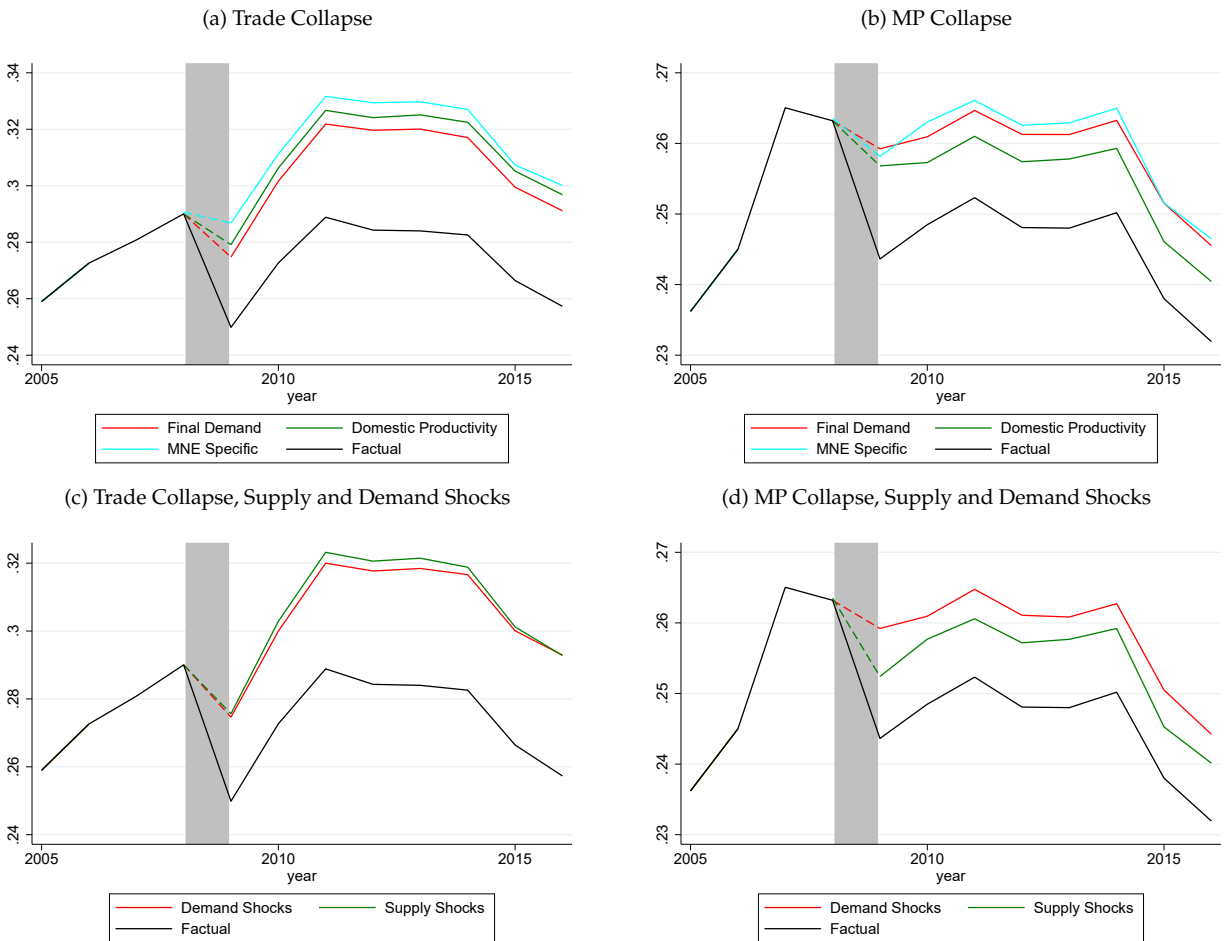 (a) Trade Collapse
.34
.32
.3
.28
.26
.24
2005
2010
2015
year
Final Demand
Domestic Productivity
MNE Specific
Factual
(b) MP Collapse
.27
.26
.25
.24
.23
2005
2010
2015
year
Final Demand
Domestic Productivity
MNE Specific
Factual
(c) Trade Collapse, Supply and Demand Shocks
.32
.3
.28
.26
.24
2005
2010
2015
year
Demand Shocks
Supply Shocks
Factual
(d) MP Collapse, Supply and Demand Shocks
.27
.26
.25
.24
.23
2005
2010
2015
year
Demand Shocks
Supply Shocks
Factual